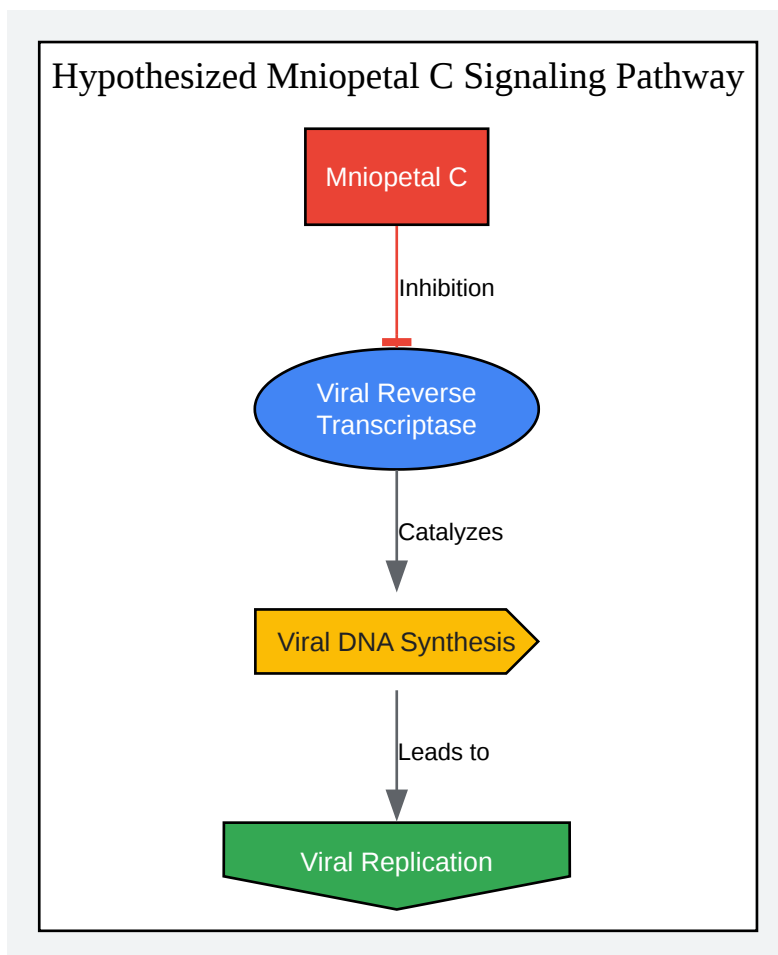 Hypothesized Mniopetal C Signaling Pathway
Mniopetal C
Inhibition
Viral Reverse
Transcriptase
Catalyzes
Viral DNA Synthesis
Leads to
Viral Replication